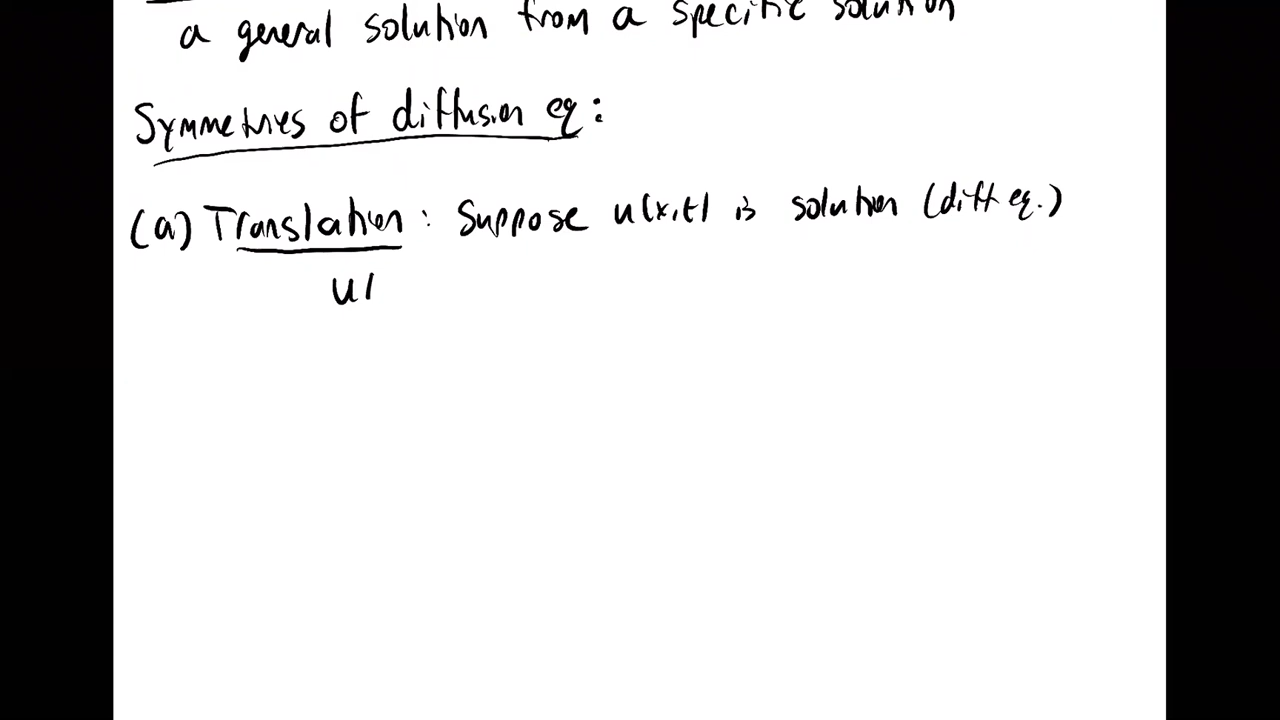 a general solution from a specific solution
Symmetries of diffusion eq:
(a) Translation: Suppose u(x,t) is solution (diff eq.)
u(